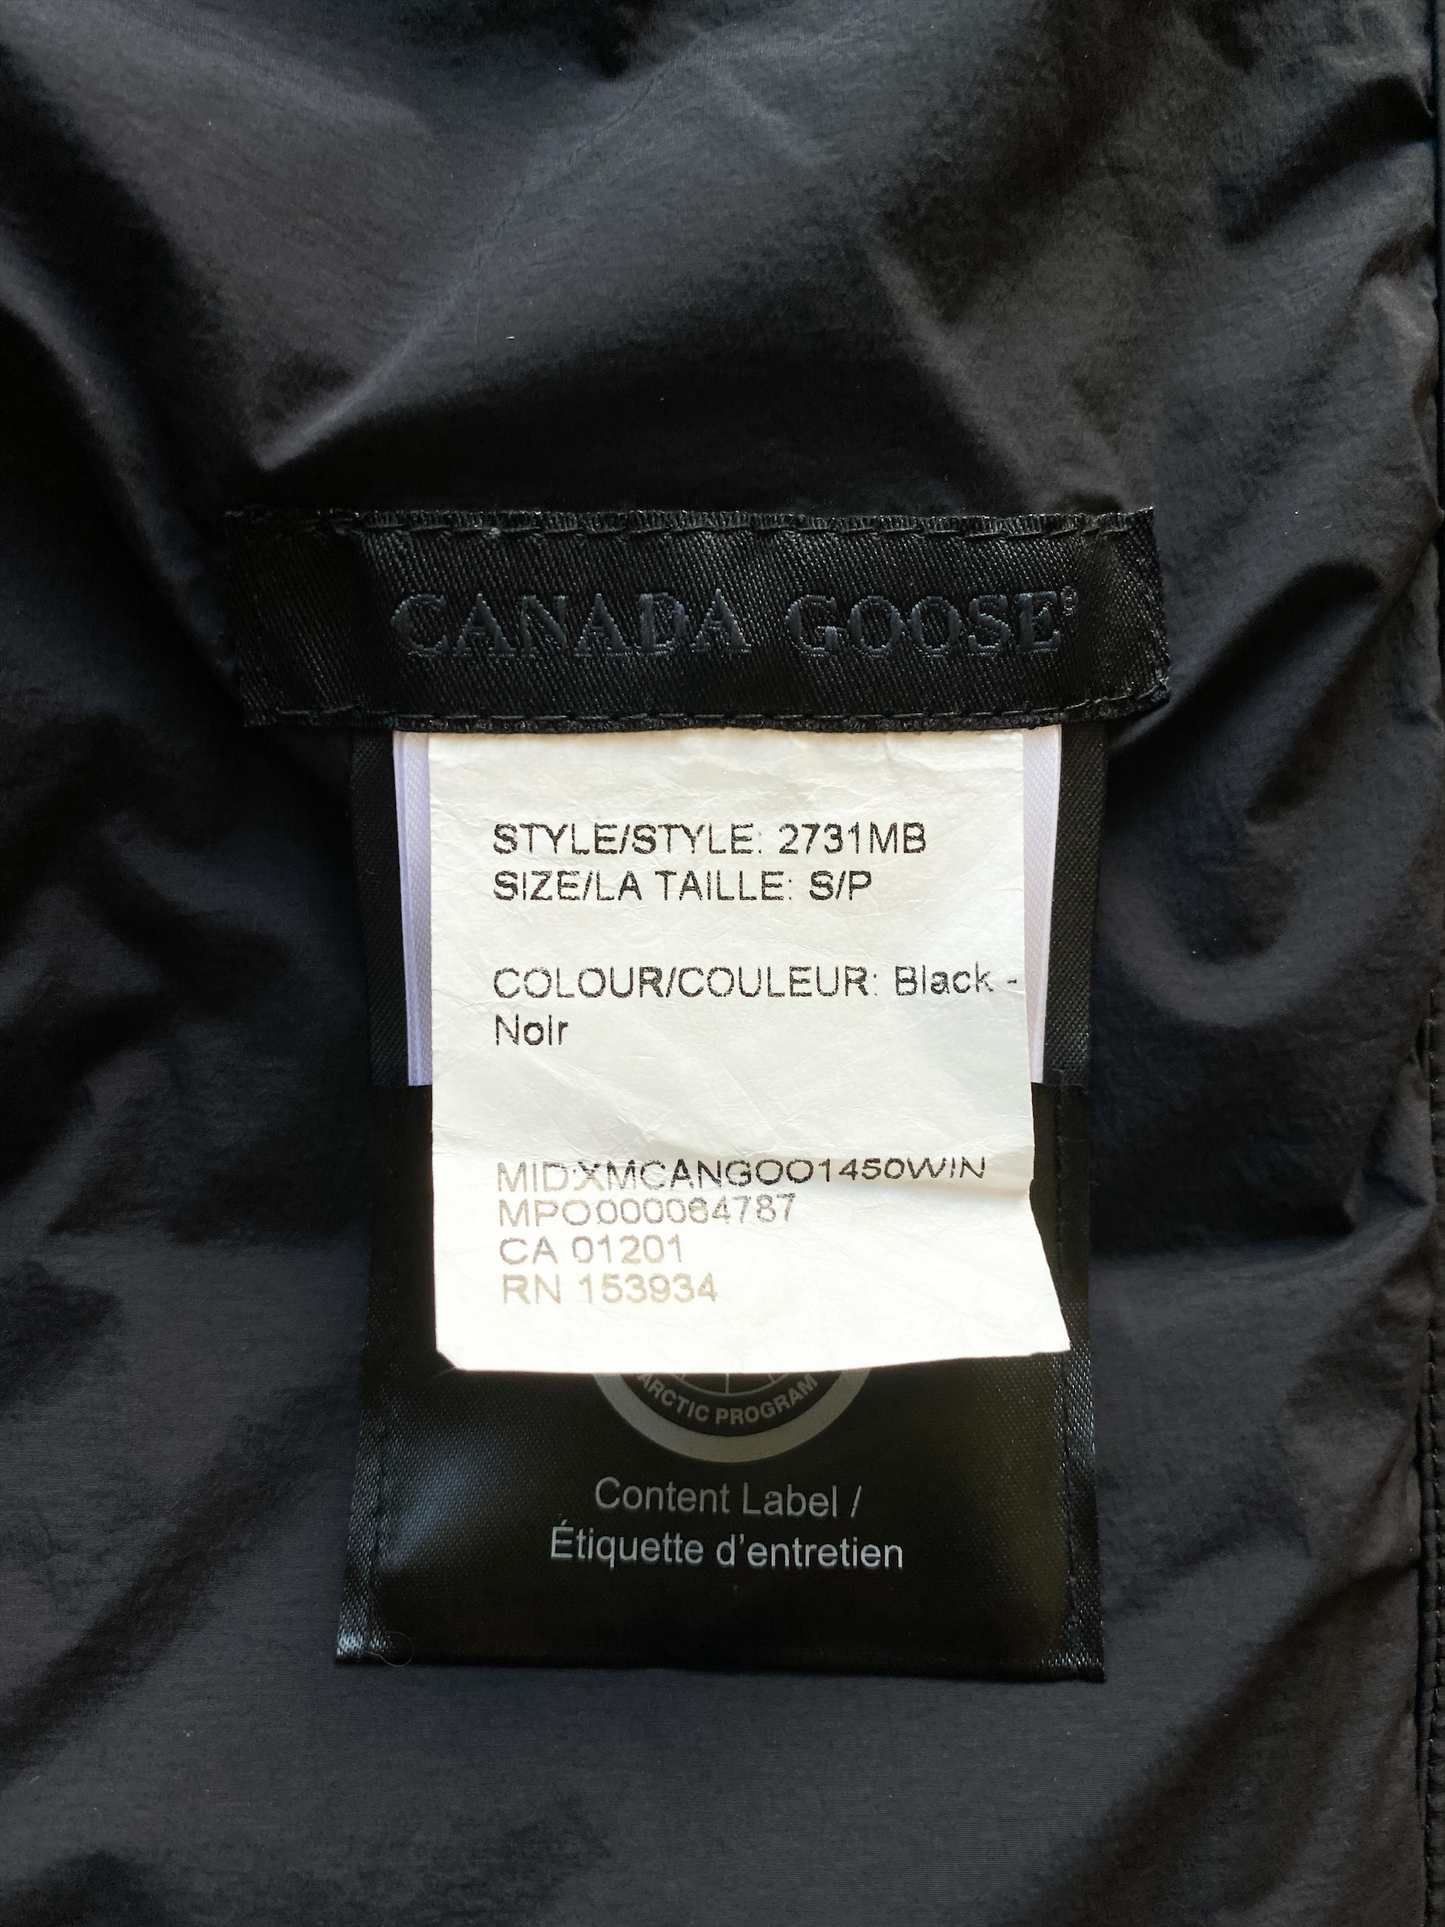 CANADA GOOSE®
STYLE/STYLE: 2731MB
SIZE/LA TAILLE: S/P
COLOUR/COULEUR: Black -
Noir
MID:XMCANGOO1450WIN
MPO000064787
CA 01201
RN 153934
ARCTIC PROGRAM
Content Label /
Étiquette d'entretien